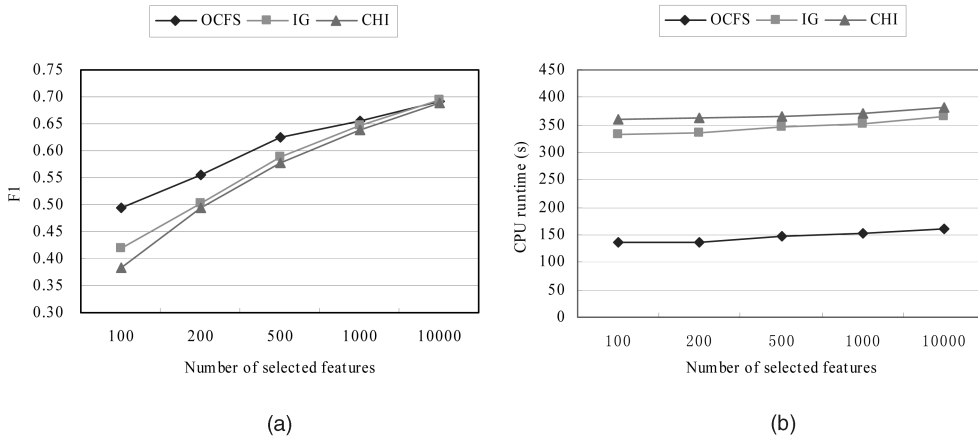 OCFS IG CHI
F1
0.75
0.70
0.65
0.60
0.55
0.50
0.45
0.40
0.35
0.30
100 200 500 1000 10000
Number of selected features
(a)
OCFS IG CHI
CPU runtime (s)
450
400
350
300
250
200
150
100
50
0
100 200 500 1000 10000
Number of selected features
(b)